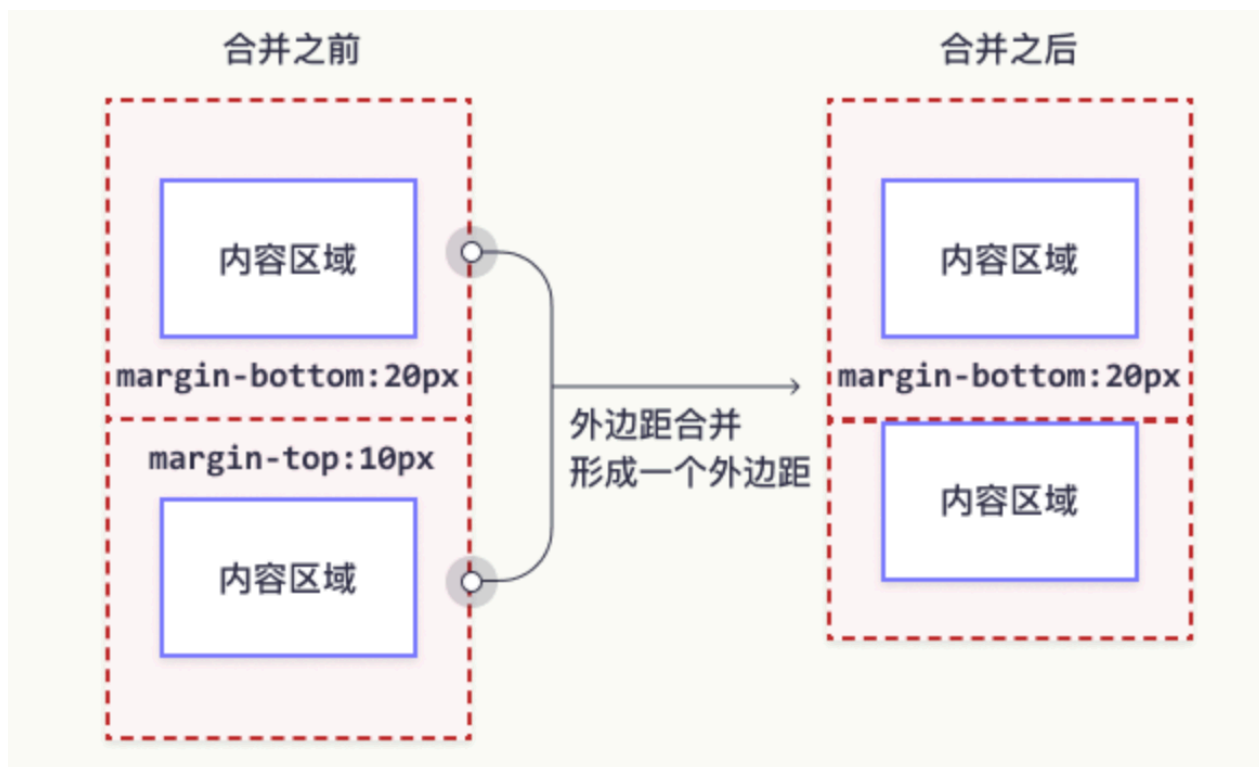 合并之前
合并之后
内容区域
margin-bottom:20px
margin-top:10px
内容区域
外边距合并
形成一个外边距
内容区域
margin-bottom:20px
内容区域